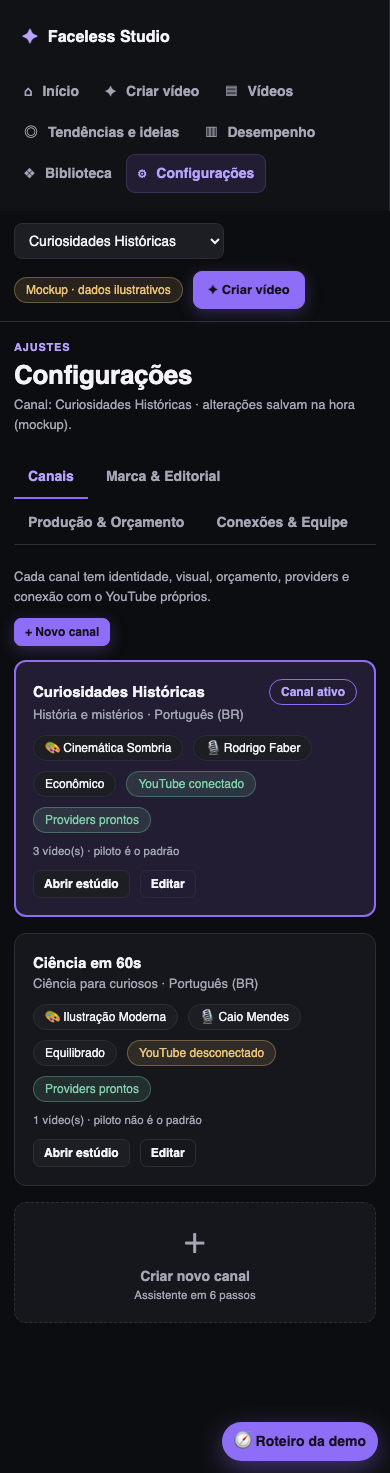 Faceless Studio
Início
Criar vídeo
Vídeos
Tendências e ideias
Desempenho
Biblioteca
Configurações
Curiosidades Históricas
Mockup · dados ilustrativos
✦ Criar vídeo
AJUSTES
Configurações
Canal: Curiosidades Históricas · alterações salvam na hora
(mockup).
Canais
Marca & Editorial
Produção & Orçamento
Conexões & Equipe
Cada canal tem identidade, visual, orçamento, providers e
conexão com o YouTube próprios.
+ Novo canal
Curiosidades Históricas
Canal ativo
História e mistérios · Português (BR)
🎨 Cinemática Sombria
🎙️ Rodrigo Faber
Econômico
YouTube conectado
Providers prontos
3 vídeo(s) · piloto é o padrão
Abrir estúdio
Editar
Ciência em 60s
Ciência para curiosos · Português (BR)
🎨 Ilustração Moderna
🎙️ Caio Mendes
Equilibrado
YouTube desconectado
Providers prontos
1 vídeo(s) · piloto não é o padrão
Abrir estúdio
Editar
+
Criar novo canal
Assistente em 6 passos
🧭 Roteiro da demo